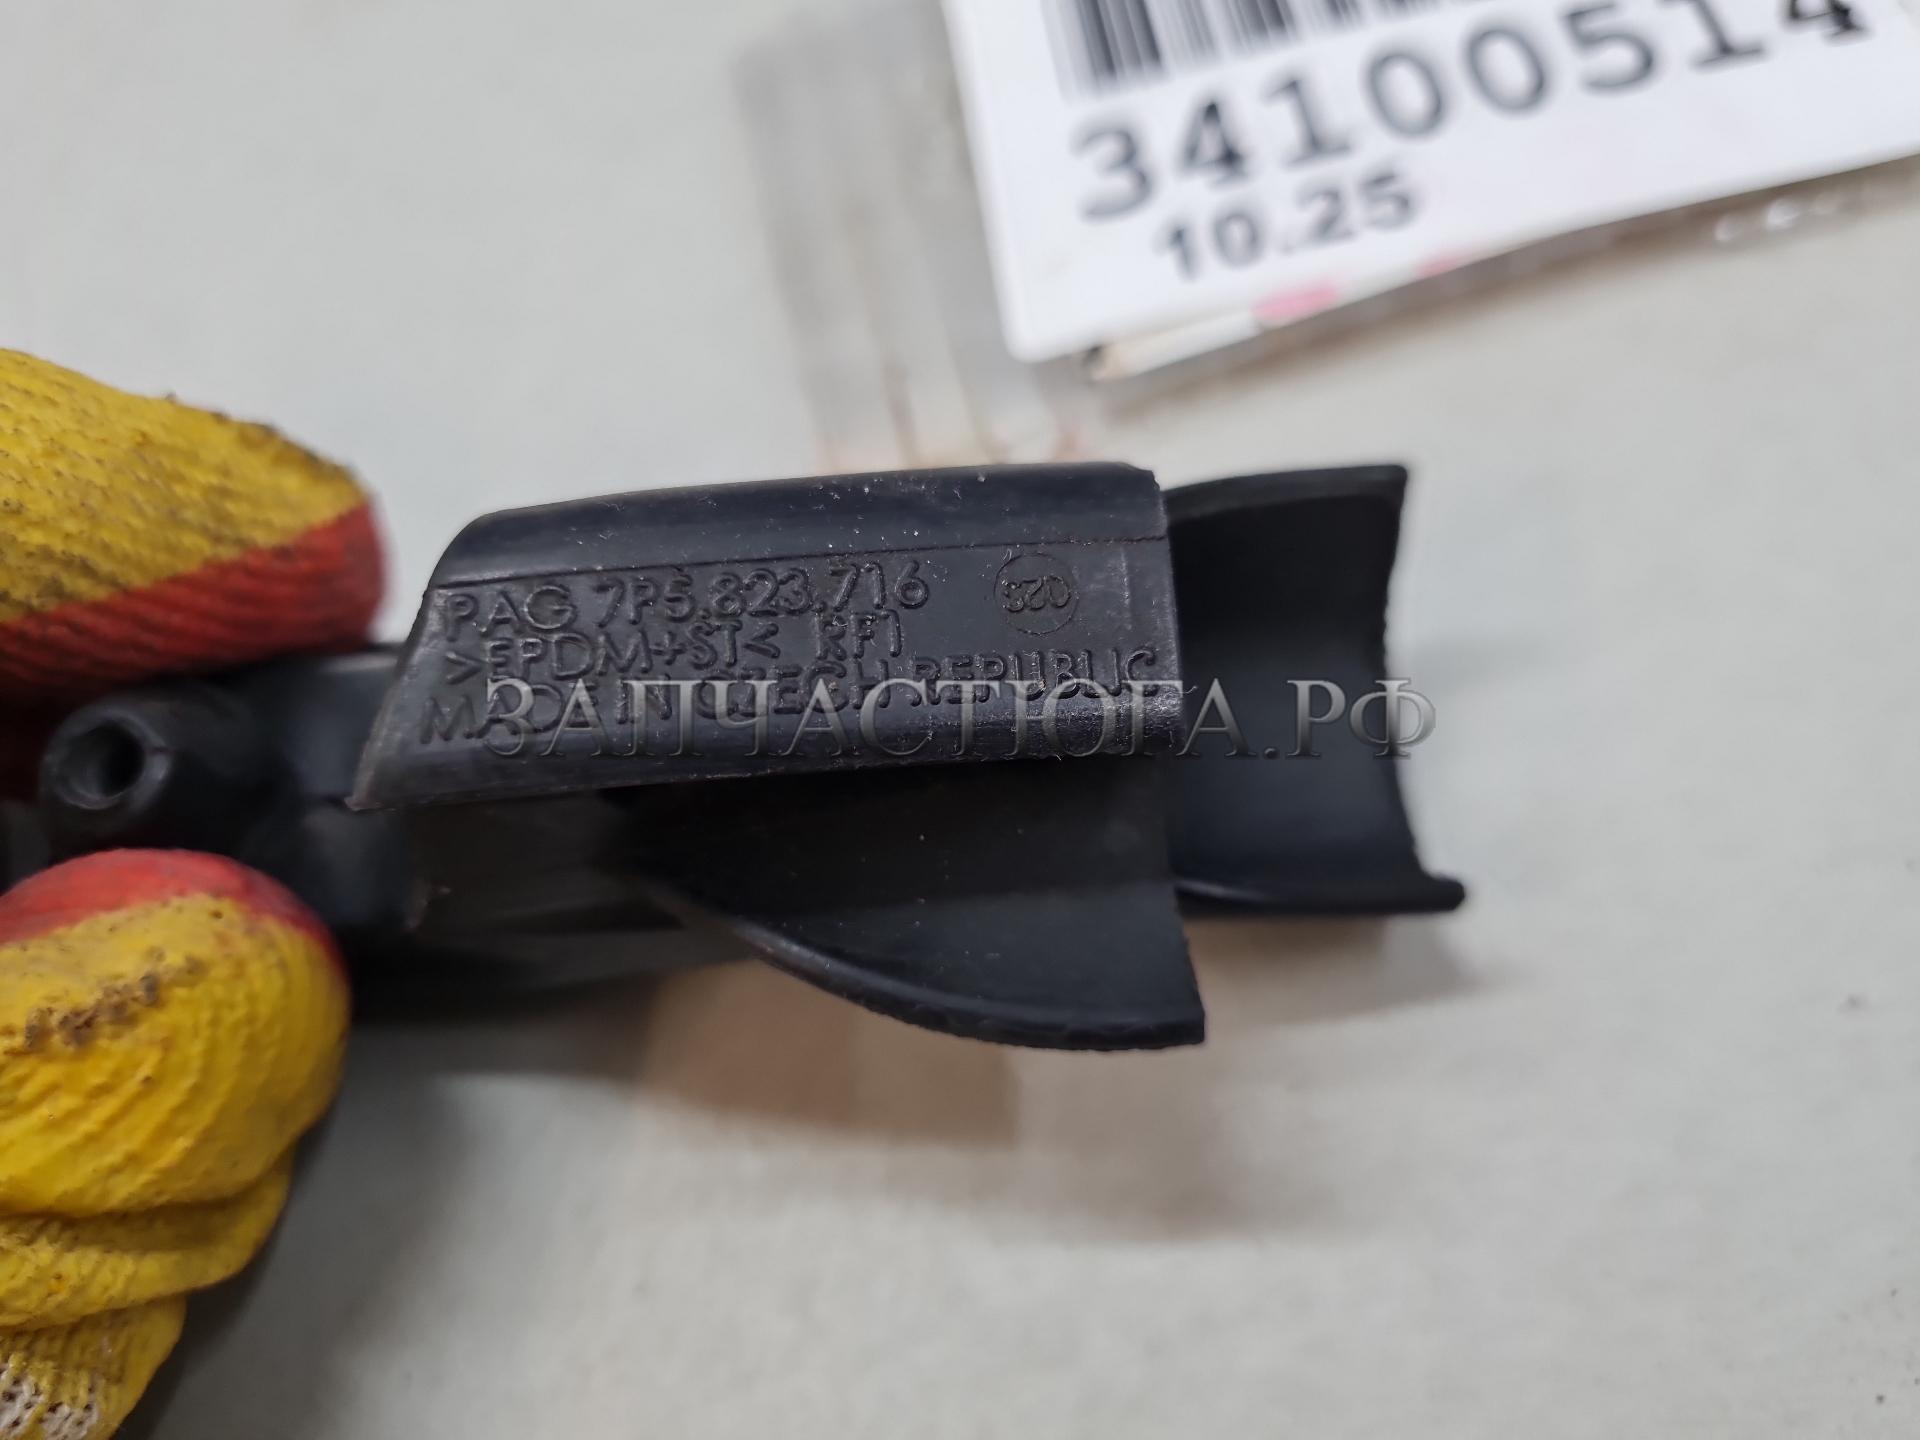 34100514
10.25
PAG 7P5.823.716
>EPDM+ST< RF1
MADE IN CZECH REPUBLIC
ЗАПЧАСТЮГА.РФ